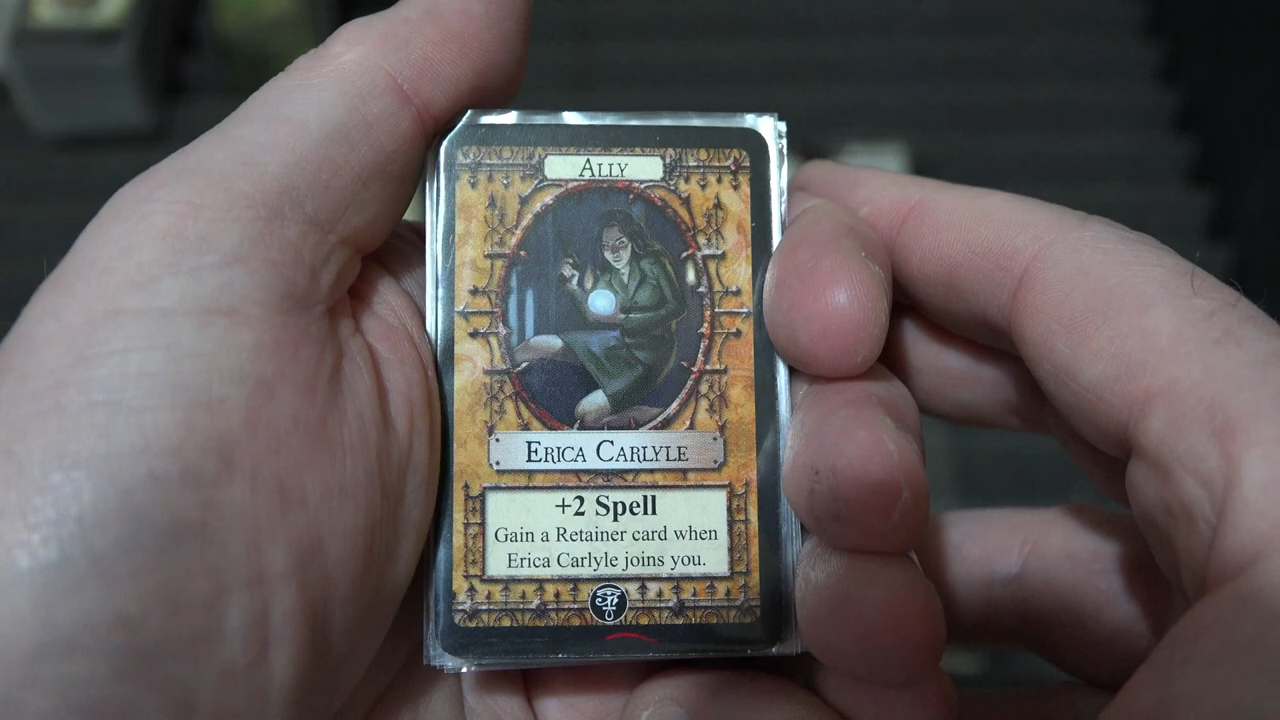 ALLY
ERICA CARLYLE
+2 Spell
Gain a Retainer card when
Erica Carlyle joins you.